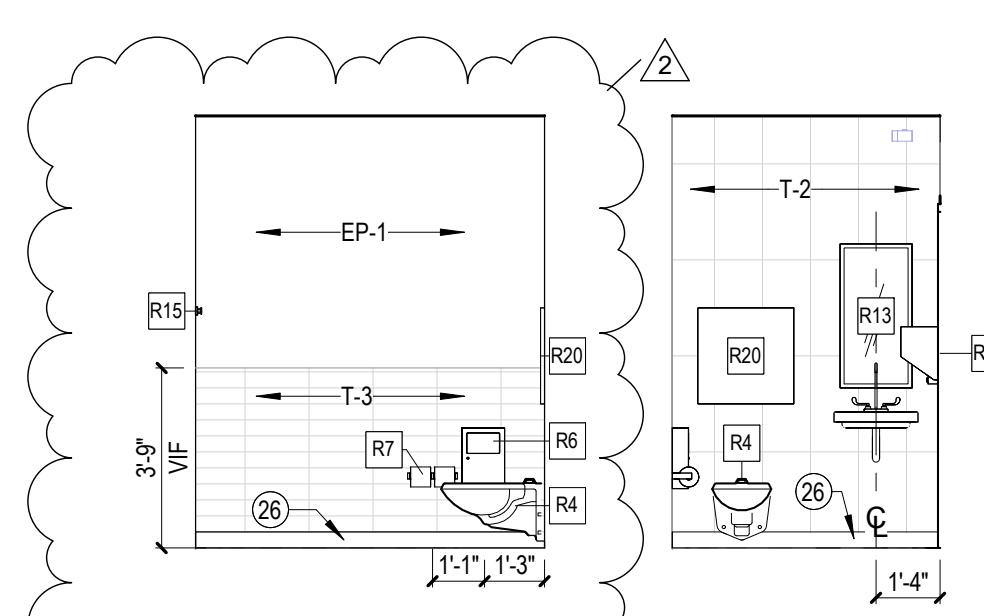 2
EP-1
R15
R20
T-3
R7
R6
R4
3'-9"
VIF
26
1'-1"
1'-3"
T-2
R13
R20
R4
26
℄
1'-4"